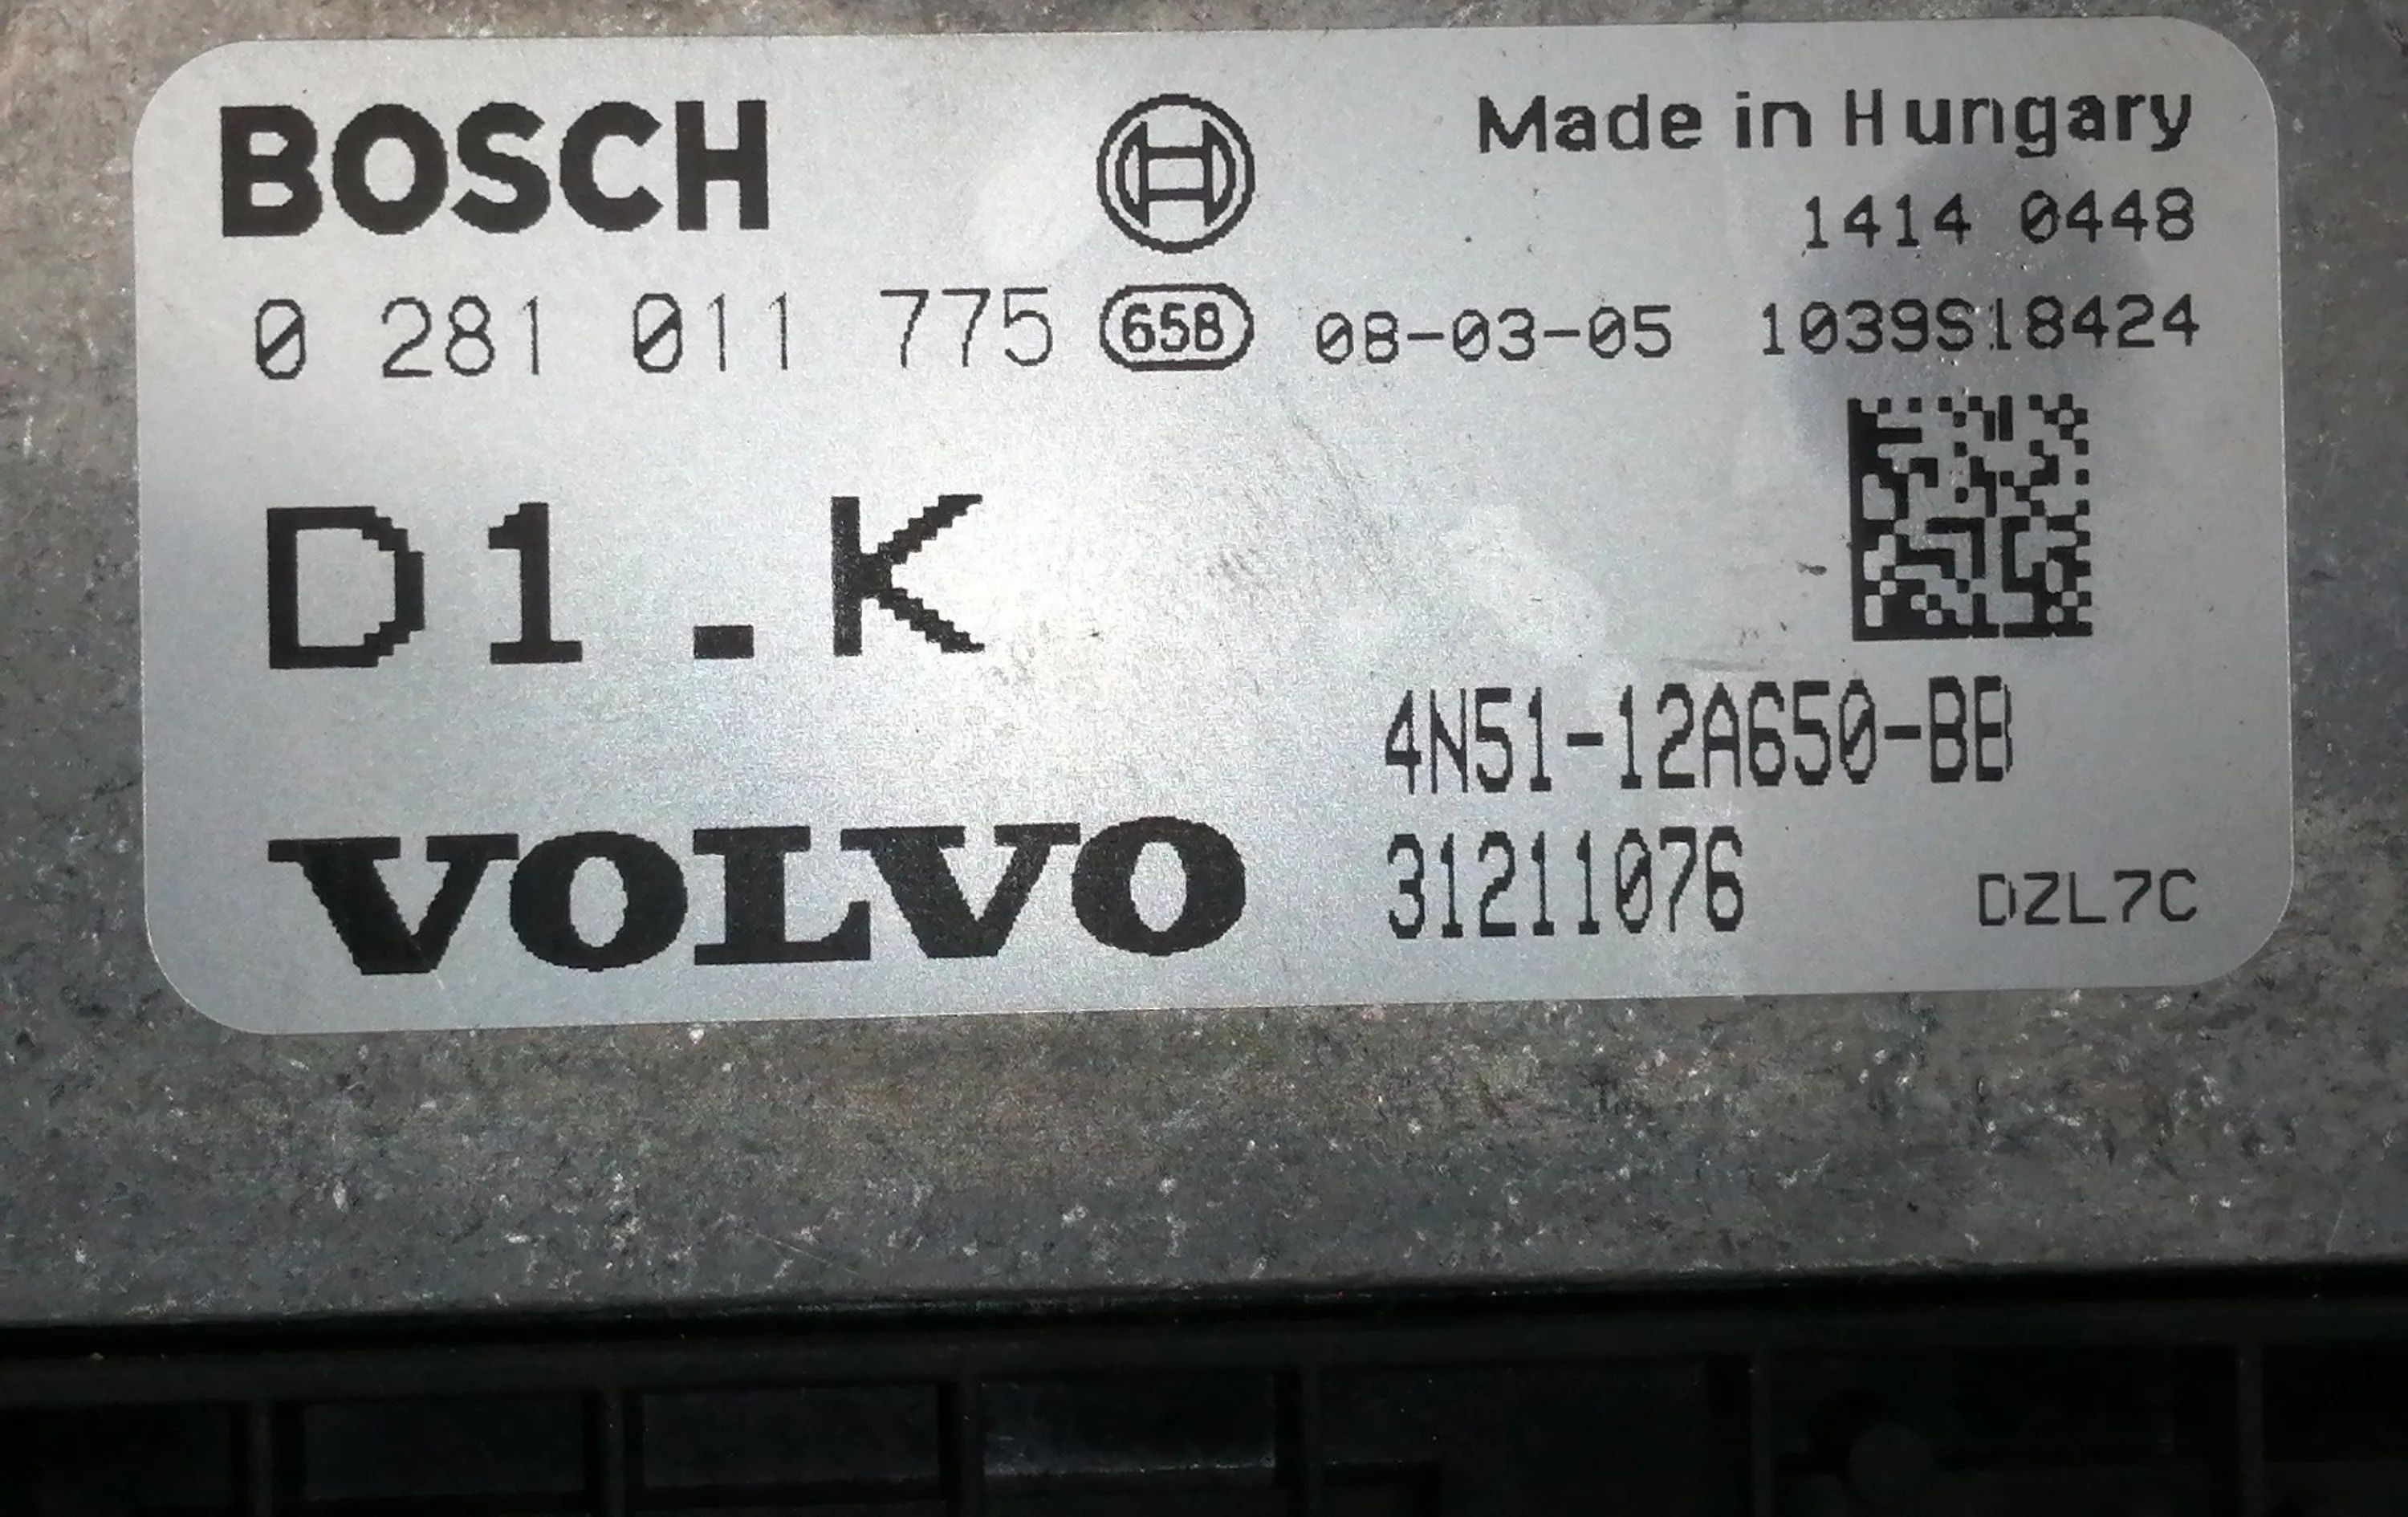 BOSCH
Made in Hungary
1414 0448
0 281 011 775 658 08-03-05 1039S18424
D1.K
4N51-12A650-BB
VOLVO
31211076
DZL7C